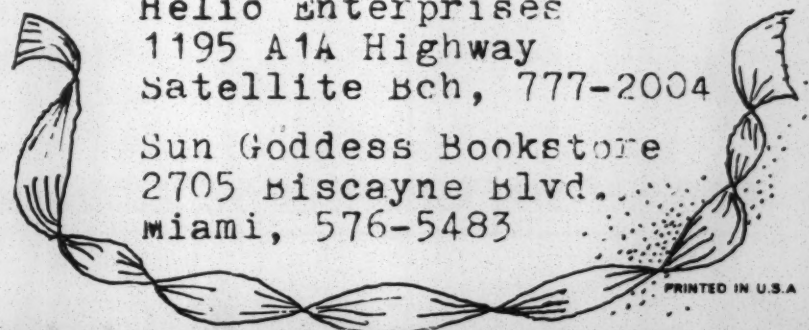 Helio Enterprises
1195 A1A Highway
Satellite Bch, 777-2004
Sun Goddess Bookstore
2705 Biscayne Blvd.
Miami, 576-5483
PRINTED IN U.S.A